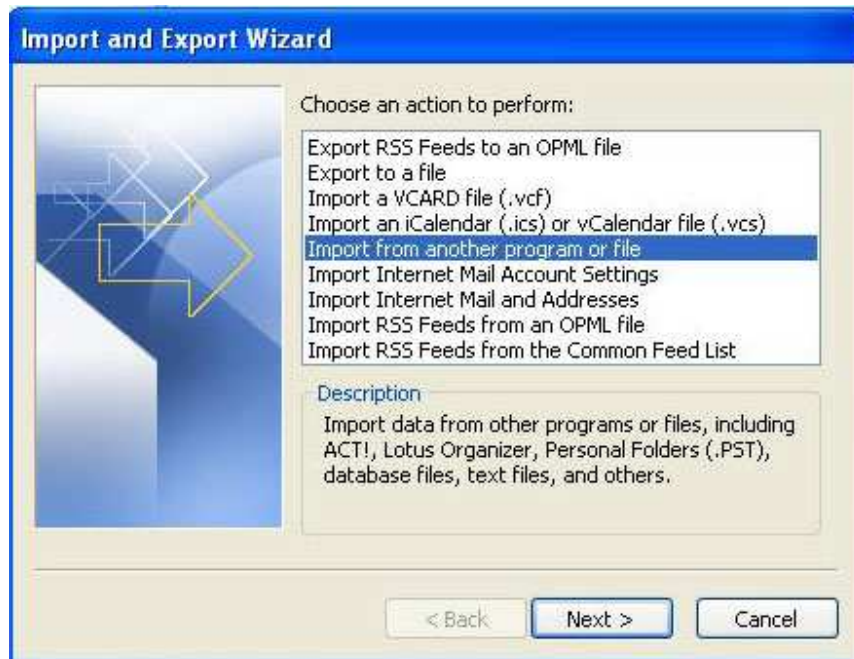 Import and Export Wizard
Choose an action to perform:
Export RSS Feeds to an OPML file
Export to a file
Import a VCARD file (.vcf)
Import an iCalendar (.ics) or vCalendar file (.vcs)
Import from another program or file
Import Internet Mail Account Settings
Import Internet Mail and Addresses
Import RSS Feeds from an OPML file
Import RSS Feeds from the Common Feed List
Description
Import data from other programs or files, including
ACT!, Lotus Organizer, Personal Folders (.PST),
database files, text files, and others.
< Back Next > Cancel